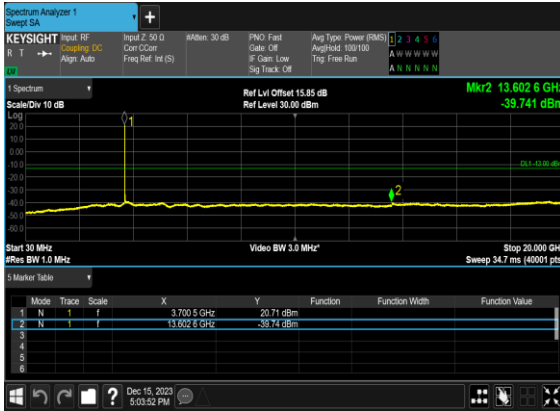 Spectrum Analyzer 1
Swept SA
+
KEYSIGHT
R T
Input: RF
Coupling: DC
Align: Auto
Input Z: 50 Ω
Corr CCorr
Freq Ref: Int (S)
#Atten: 30 dB
PNO: Fast
Gate: Off
IF Gain: Low
Sig Track: Off
Avg Type: Power (RMS)
Avg|Hold: 100/100
Trig: Free Run
1 2 3 4 5 6
A W W W W W
A N N N N N
1 Spectrum
Scale/Div 10 dB
Ref Lvl Offset 15.85 dB
Ref Level 30.00 dBm
Mkr2 13.602 6 GHz
-39.741 dBm
Log
20.0
10.0
0.00
-10.0
-20.0
-30.0
-40.0
-50.0
-60.0
1
2
DL1 -13.00 dBm
Start 30 MHz
#Res BW 1.0 MHz
Video BW 3.0 MHz*
Stop 20.000 GHz
Sweep 34.7 ms (40001 pts)
5 Marker Table
Mode Trace Scale X Y Function Function Width Function Value
1 N 1 f 3.700 5 GHz 20.71 dBm
2 N 1 f 13.602 6 GHz -39.74 dBm
3
4
5
6
?
Dec 15, 2023
5:03:52 PM